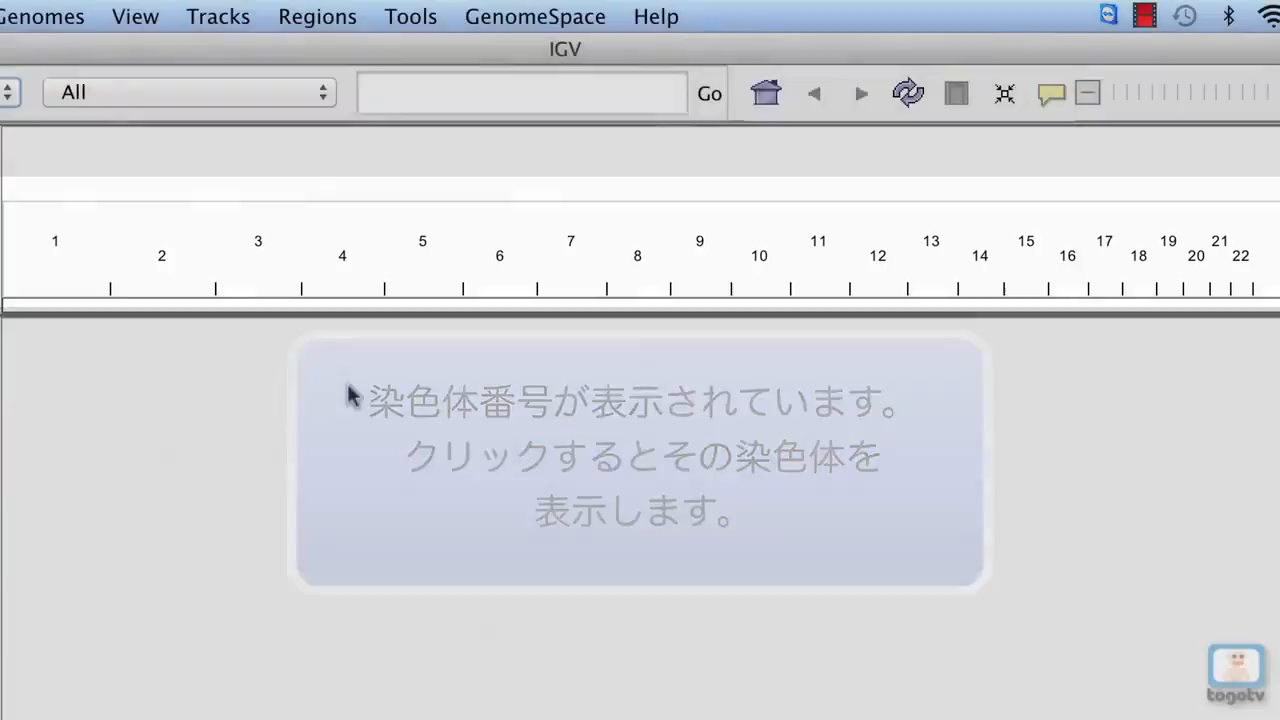 Genomes View Tracks Regions Tools GenomeSpace Help
IGV
All Go
1 3 5 7 9 11 13 15 17 19 21
2 4 6 8 10 12 14 16 18 20 22
染色体番号が表示されています。
クリックするとその染色体を
表示します。
togotv